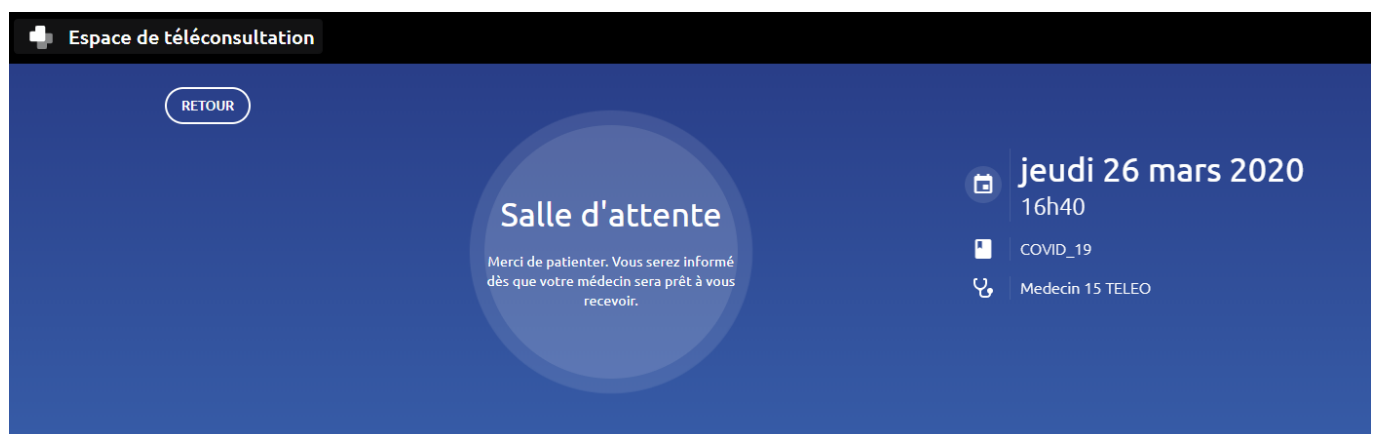 Espace de téléconsultation
RETOUR
Salle d'attente
Merci de patienter. Vous serez informé
dès que votre médecin sera prêt à vous
recevoir.
jeudi 26 mars 2020
16h40
COVID_19
Medecin 15 TELEO